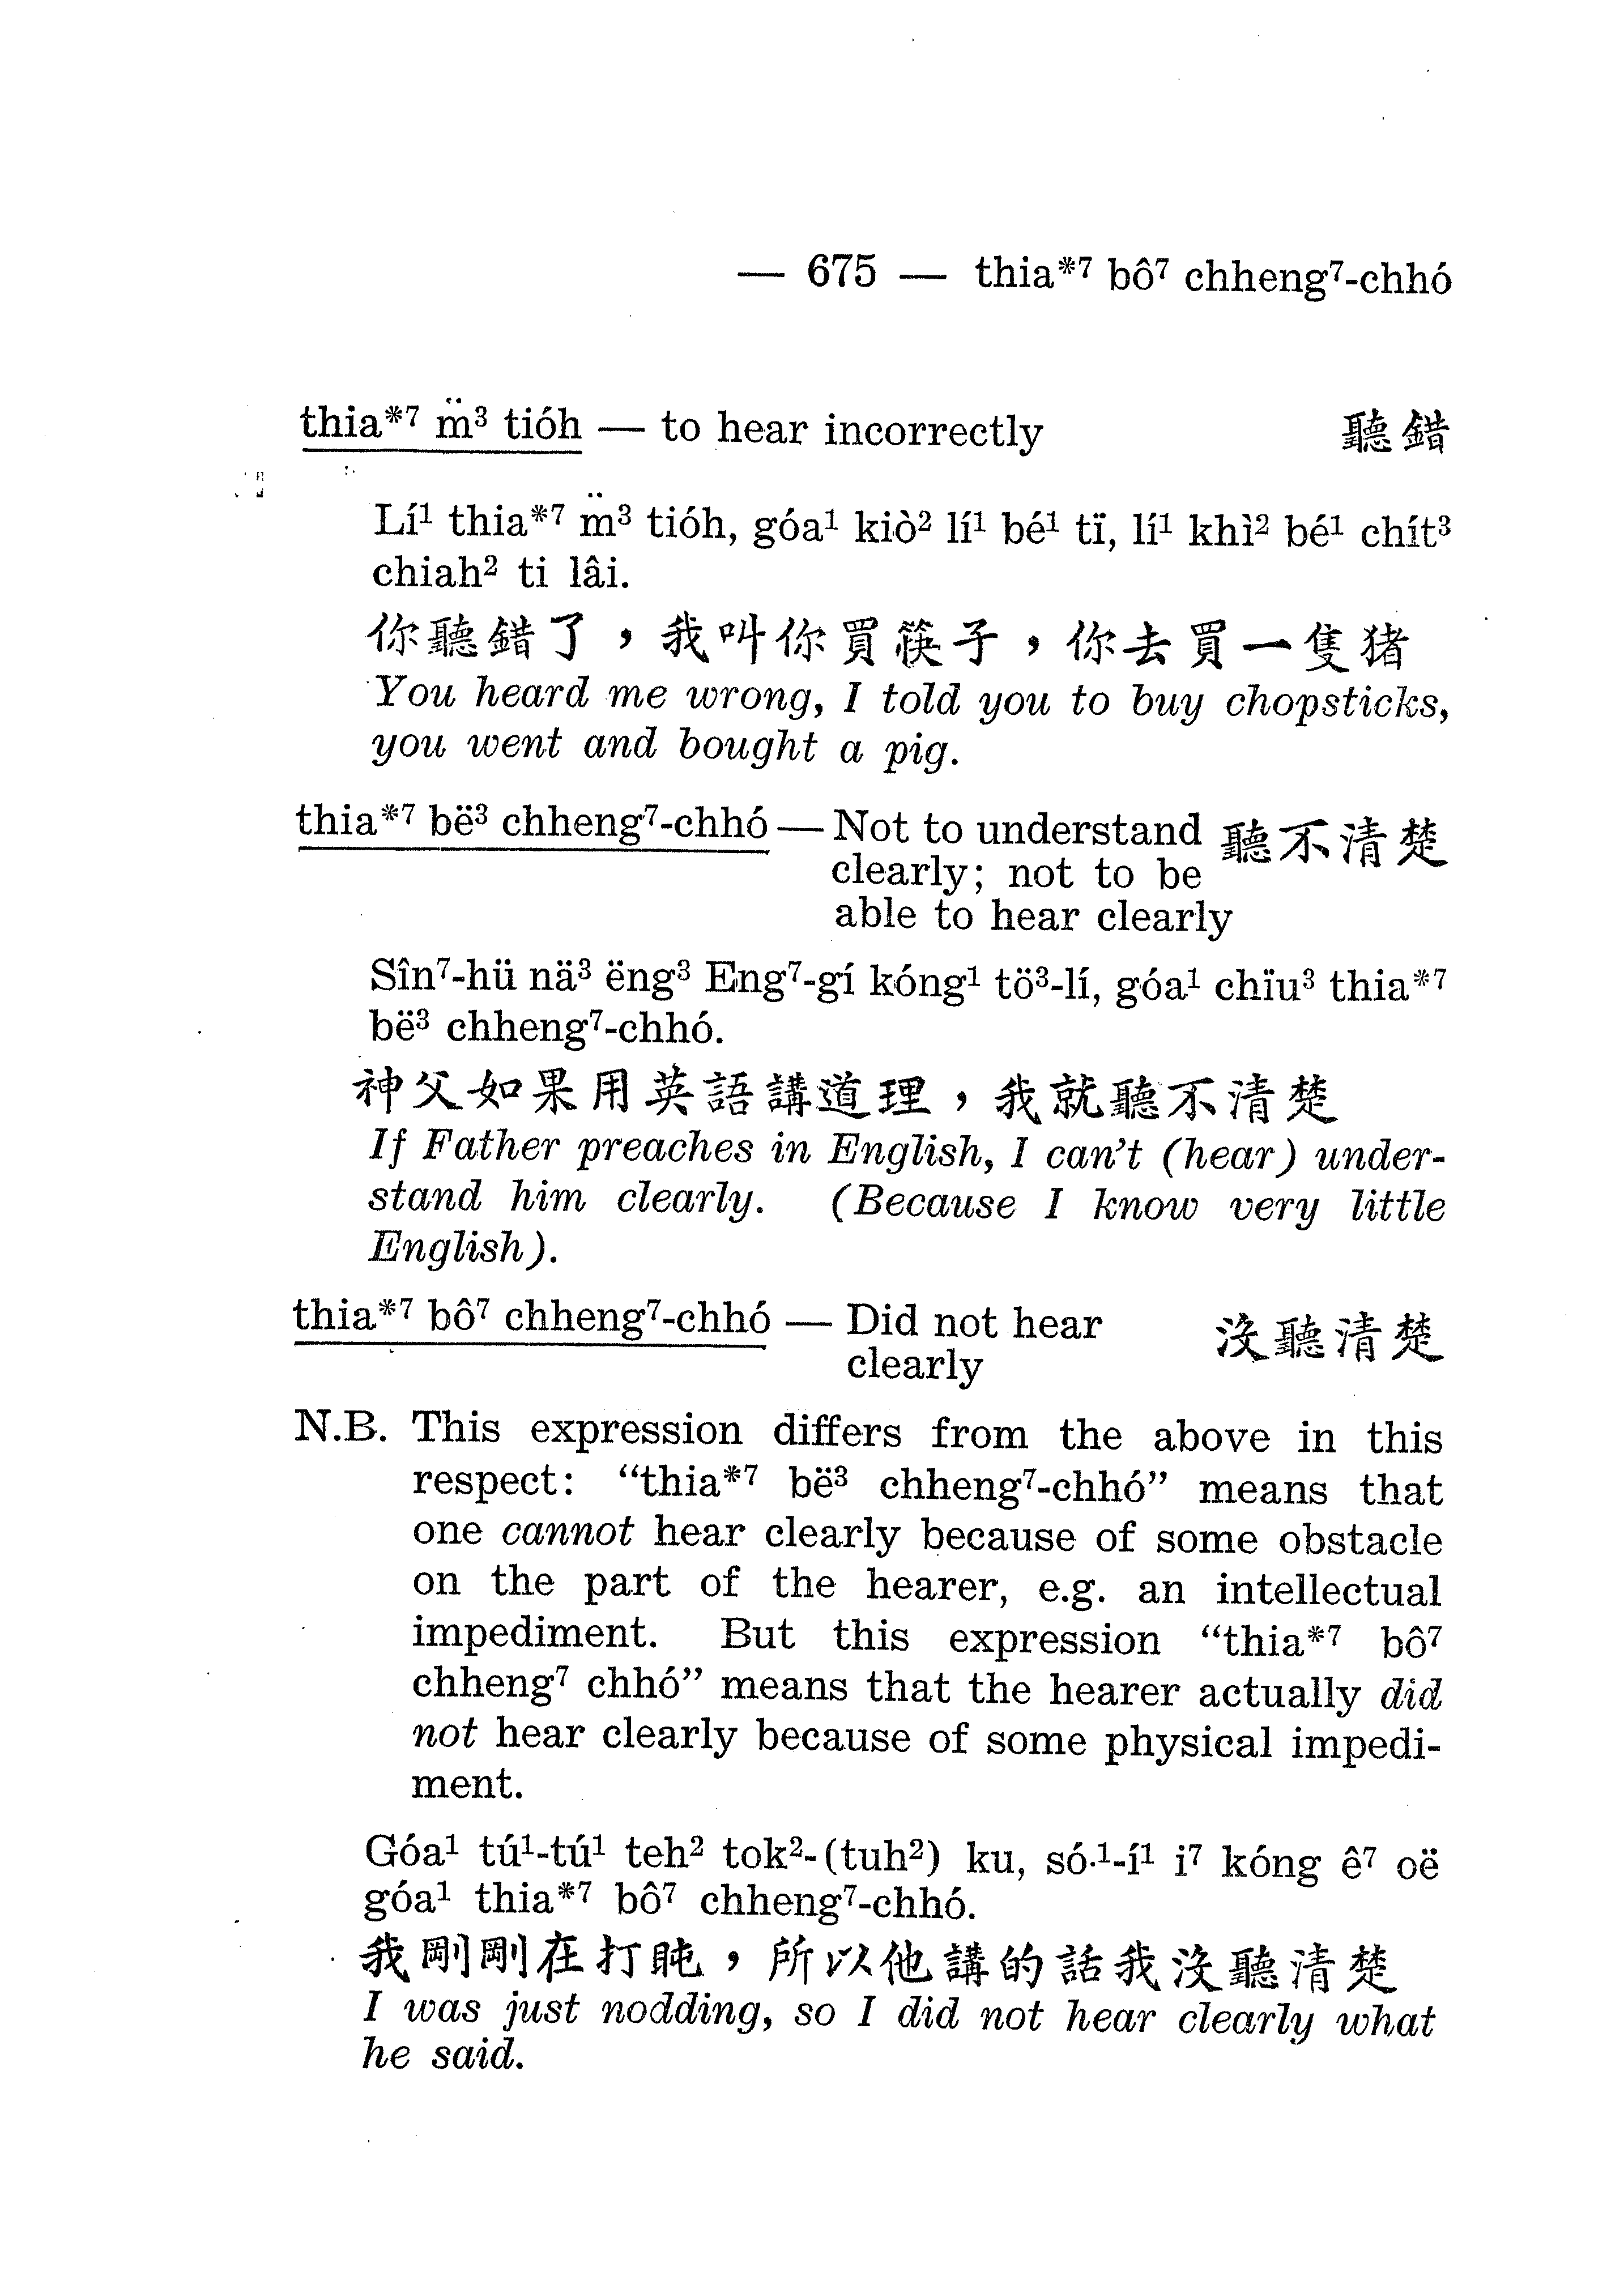 — 675 — thia*⁷ bô⁷ chheng⁷-chhó
thia*⁷ m̈³ tióh — to hear incorrectly 聽錯
Lí¹ thia*⁷ m̈³ tióh, góa¹ kiò² lí¹ bé¹ tï, lí¹ khì² bé¹ chít³
chiah² ti lâi.
你聽錯了，我叫你買筷子，你去買一隻猪
You heard me wrong, I told you to buy chopsticks,
you went and bought a pig.
thia*⁷ bë³ chheng⁷-chhó — Not to understand 聽不清楚
clearly; not to be
able to hear clearly
Sîn⁷-hü nä³ ëng³ Eng⁷-gí kóng¹ tö³-lí, góa¹ chïu³ thia*⁷
bë³ chheng⁷-chhó.
神父如果用英語講道理，我就聽不清楚
If Father preaches in English, I can't (hear) under-
stand him clearly. (Because I know very little
English).
thia*⁷ bô⁷ chheng⁷-chhó — Did not hear 沒聽清楚
clearly
N.B. This expression differs from the above in this
respect: “thia*⁷ bë³ chheng⁷-chhó” means that
one cannot hear clearly because of some obstacle
on the part of the hearer, e.g. an intellectual
impediment. But this expression “thia*⁷ bô⁷
chheng⁷ chhó” means that the hearer actually did
not hear clearly because of some physical impedi-
ment.
Góa¹ tú¹-tú¹ teh² tok²-(tuh²) ku, só·¹-í¹ i⁷ kóng ê⁷ oë
góa¹ thia*⁷ bô⁷ chheng⁷-chhó.
我剛剛在打盹，所以他講的話我沒聽清楚
I was just nodding, so I did not hear clearly what
he said.